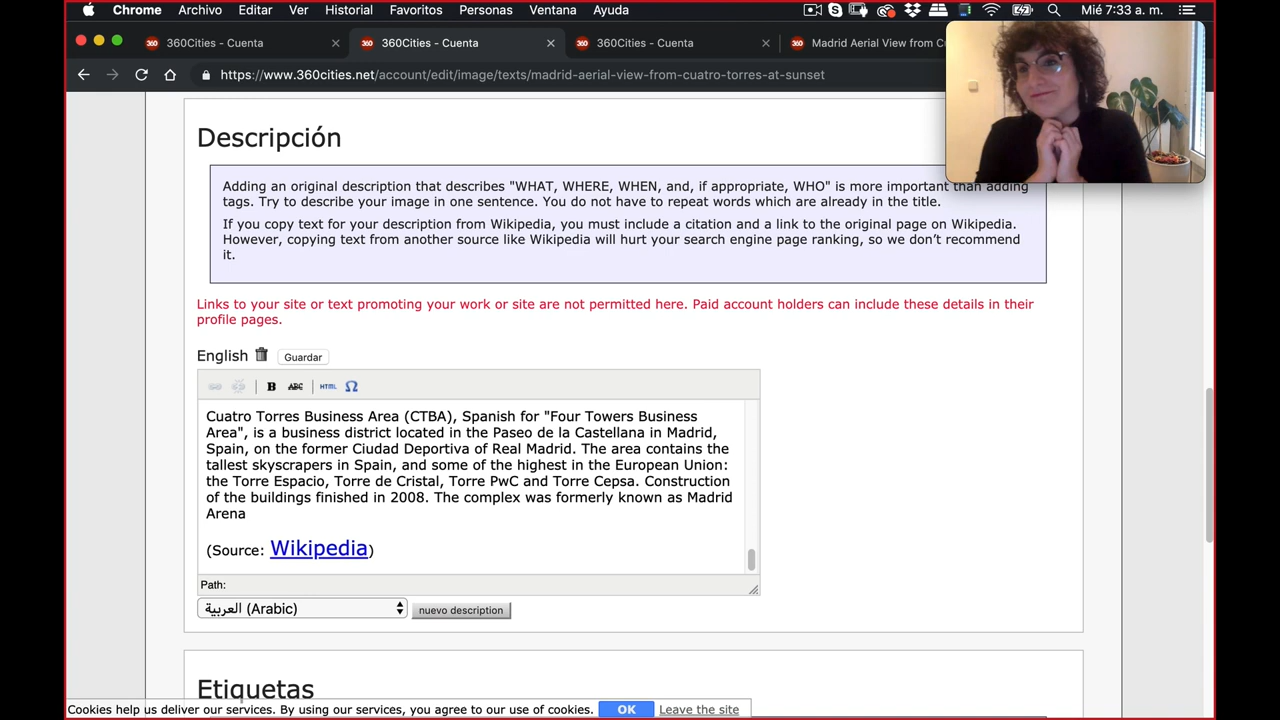 Chrome Archivo Editar Ver Historial Favoritos Personas Ventana Ayuda Mié 7:33 a. m.
360Cities - Cuenta 360Cities - Cuenta 360Cities - Cuenta Madrid Aerial View from C
https://www.360cities.net/account/edit/image/texts/madrid-aerial-view-from-cuatro-torres-at-sunset
Descripción
Adding an original description that describes "WHAT, WHERE, WHEN, and, if appropriate, WHO" is more important than adding
tags. Try to describe your image in one sentence. You do not have to repeat words which are already in the title.
If you copy text for your description from Wikipedia, you must include a citation and a link to the original page on Wikipedia.
However, copying text from another source like Wikipedia will hurt your search engine page ranking, so we don’t recommend
it.
Links to your site or text promoting your work or site are not permitted here. Paid account holders can include these details in their
profile pages.
English Guardar
B ABC HTML Ω
Cuatro Torres Business Area (CTBA), Spanish for "Four Towers Business
Area", is a business district located in the Paseo de la Castellana in Madrid,
Spain, on the former Ciudad Deportiva of Real Madrid. The area contains the
tallest skyscrapers in Spain, and some of the highest in the European Union:
the Torre Espacio, Torre de Cristal, Torre PwC and Torre Cepsa. Construction
of the buildings finished in 2008. The complex was formerly known as Madrid
Arena
(Source: Wikipedia)
Path:
العربية (Arabic) nuevo description
Etiquetas
Cookies help us deliver our services. By using our services, you agree to our use of cookies. OK Leave the site